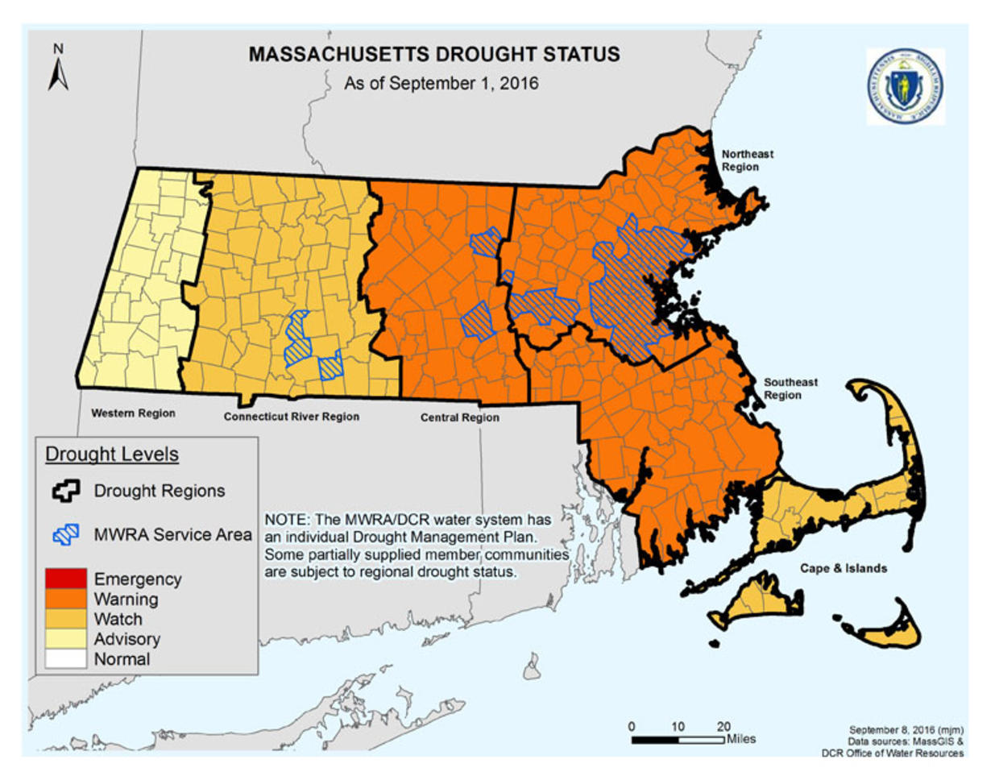 N
MASSACHUSETTS DROUGHT STATUS
As of September 1, 2016
Northeast
Region
Southeast
Region
Western Region
Connecticut River Region
Central Region
Cape & Islands
Drought Levels
Drought Regions
MWRA Service Area
Emergency
Warning
Watch
Advisory
Normal
NOTE: The MWRA/DCR water system has
an individual Drought Management Plan.
Some partially supplied member communities
are subject to regional drought status.
0 10 20
Miles
September 8, 2016 (mjm)
Data sources: MassGIS &
DCR Office of Water Resources